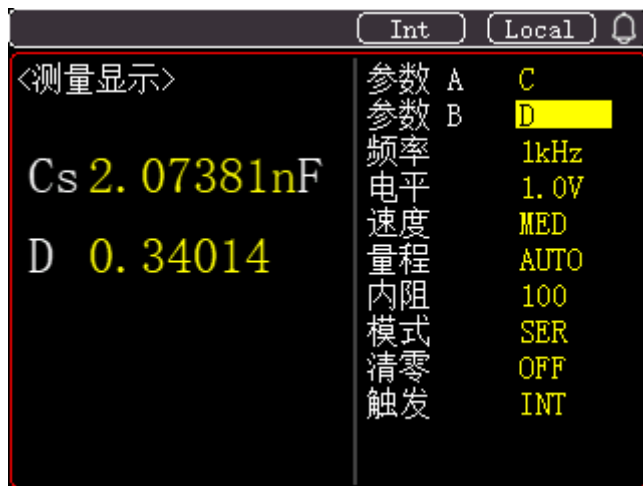 Int Local
<测量显示>
Cs 2.07381nF
D 0.34014
参数 A C
参数 B D
频率 1kHz
电平 1.0V
速度 MED
量程 AUTO
内阻 100
模式 SER
清零 OFF
触发 INT